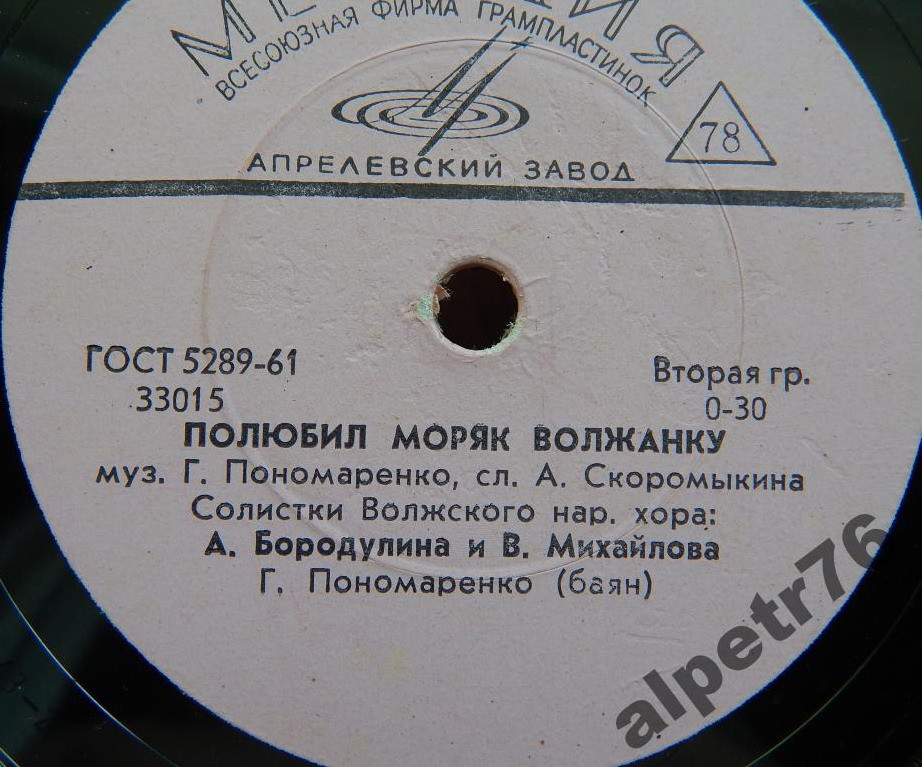 ВСЕСОЮЗНАЯ ФИРМА ГРАМПЛАСТИНОК
78
АПРЕЛЕВСКИЙ ЗАВОД
ГОСТ 5289-61
Вторая гр.
33015
0-30
ПОЛЮБИЛ МОРЯК ВОЛЖАНКУ
муз. Г. Пономаренко, сл. А. Скоромыкина
Солистки Волжского нар. хора:
А. Бородулина и В. Михайлова
Г. Пономаренко (баян)
alpetr76